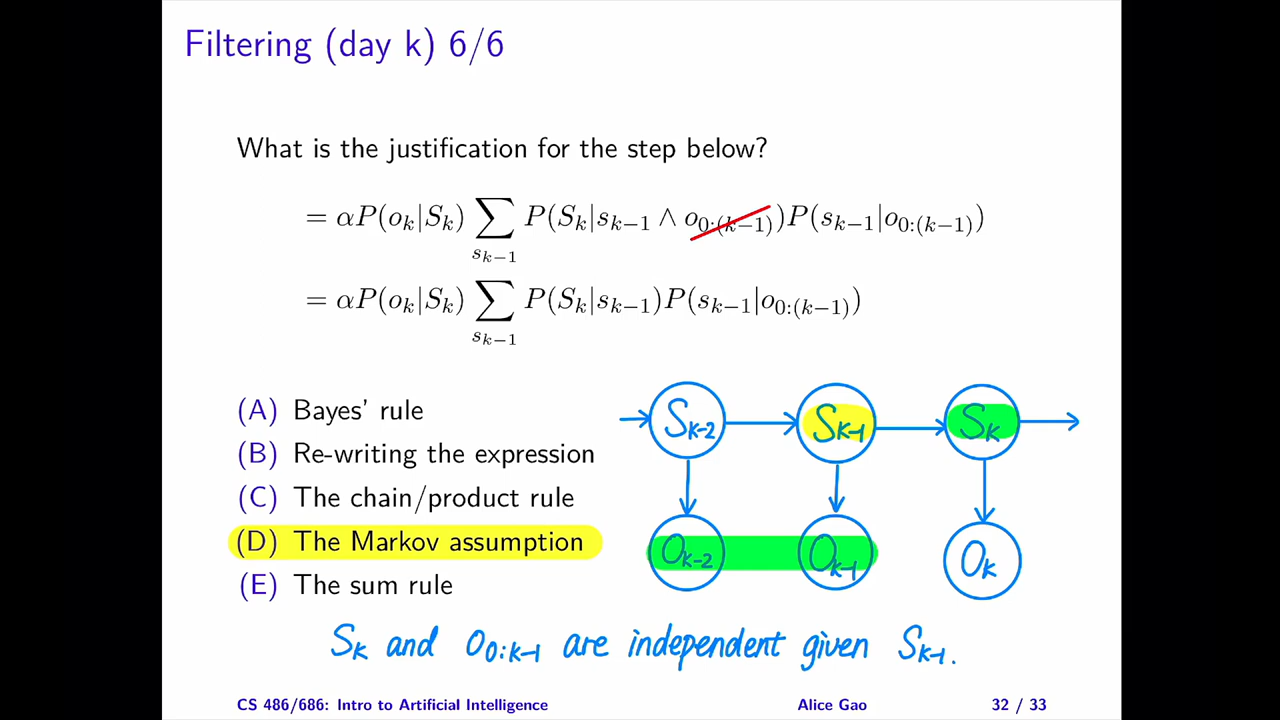 Filtering (day k) 6/6
What is the justification for the step below?
= αP(o_k|S_k) ∑_{s_{k−1}} P(S_k|s_{k−1} ∧ o_{0:(k−1)})P(s_{k−1}|o_{0:(k−1)})
= αP(o_k|S_k) ∑_{s_{k−1}} P(S_k|s_{k−1})P(s_{k−1}|o_{0:(k−1)})
(A) Bayes' rule
(B) Re-writing the expression
(C) The chain/product rule
(D) The Markov assumption
(E) The sum rule
S_{k-2} S_{k-1} S_k
O_{k-2} O_{k-1} O_k
S_k and O_{0:k-1} are independent given S_{k-1}.
CS 486/686: Intro to Artificial Intelligence Alice Gao 32 / 33